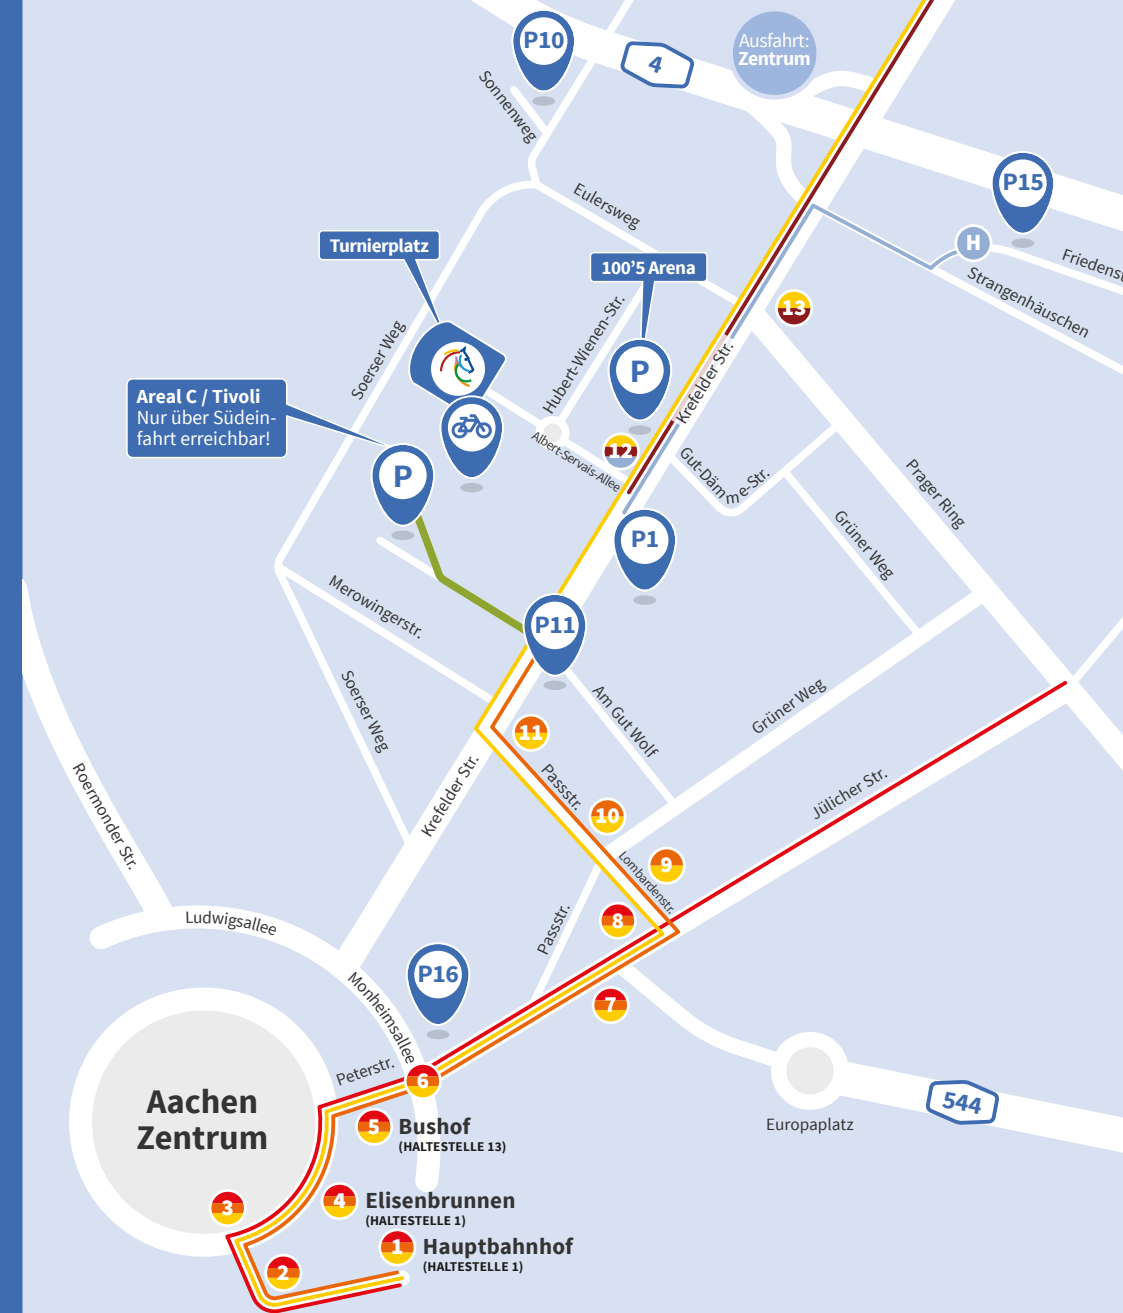 P10
4
Ausfahrt:
Zentrum
Sonnenweg
P15
Eulersweg
Turnierplatz
H
100'5 Arena
Friedenst
Strangenhäuschen
13
Hubert-Wienen-Str.
Soerser Weg
P
Krefelder Str.
Areal C / Tivoli
Nur über Südein-
fahrt erreichbar!
Albert-Servais-Allee
12
Gut-Dämme-Str.
P
Prager Ring
P1
Grüner Weg
Merowingerstr.
P11
Soerser Weg
Am Gut Wolf
Grüner Weg
11
Roermonder Str.
Krefelder Str.
Passstr.
Jülicher Str.
10
9
Lombardenstr.
8
Ludwigsallee
Passstr.
P16
Monheimsallee
7
Peterstr.
6
544
Aachen
Zentrum
Europaplatz
5
Bushof
(HALTESTELLE 13)
3
4
Elisenbrunnen
(HALTESTELLE 1)
1
Hauptbahnhof
(HALTESTELLE 1)
2